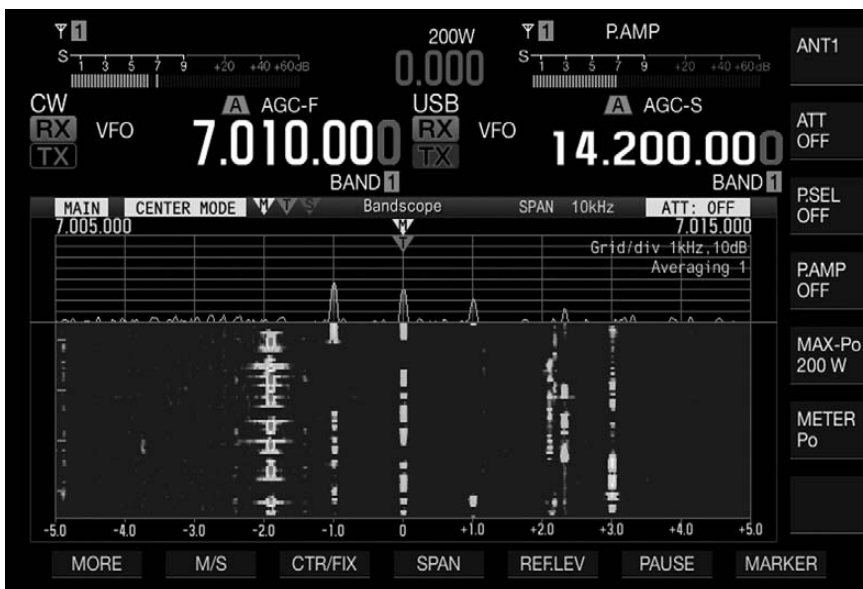 1 200W 1 P.AMP ANT1
S 1 3 5 7 9 +20 +40 +60dB 0.000 S 1 3 5 7 9 +20 +40 +60dB
CW A AGC-F USB A AGC-S ATT
RX VFO 7.010.000 RX VFO 14.200.000 OFF
TX TX
BAND 1 BAND 1 P.SEL
MAIN CENTER MODE M T S Bandscope SPAN 10kHz ATT: OFF OFF
7.005.000 M 7.015.000
T Grid/div 1kHz,10dB P.AMP
Averaging 1 OFF
MAX-Po
200 W
METER
Po
-5.0 -4.0 -3.0 -2.0 -1.0 0 +1.0 +2.0 +3.0 +4.0 +5.0
MORE M/S CTR/FIX SPAN REF.LEV PAUSE MARKER